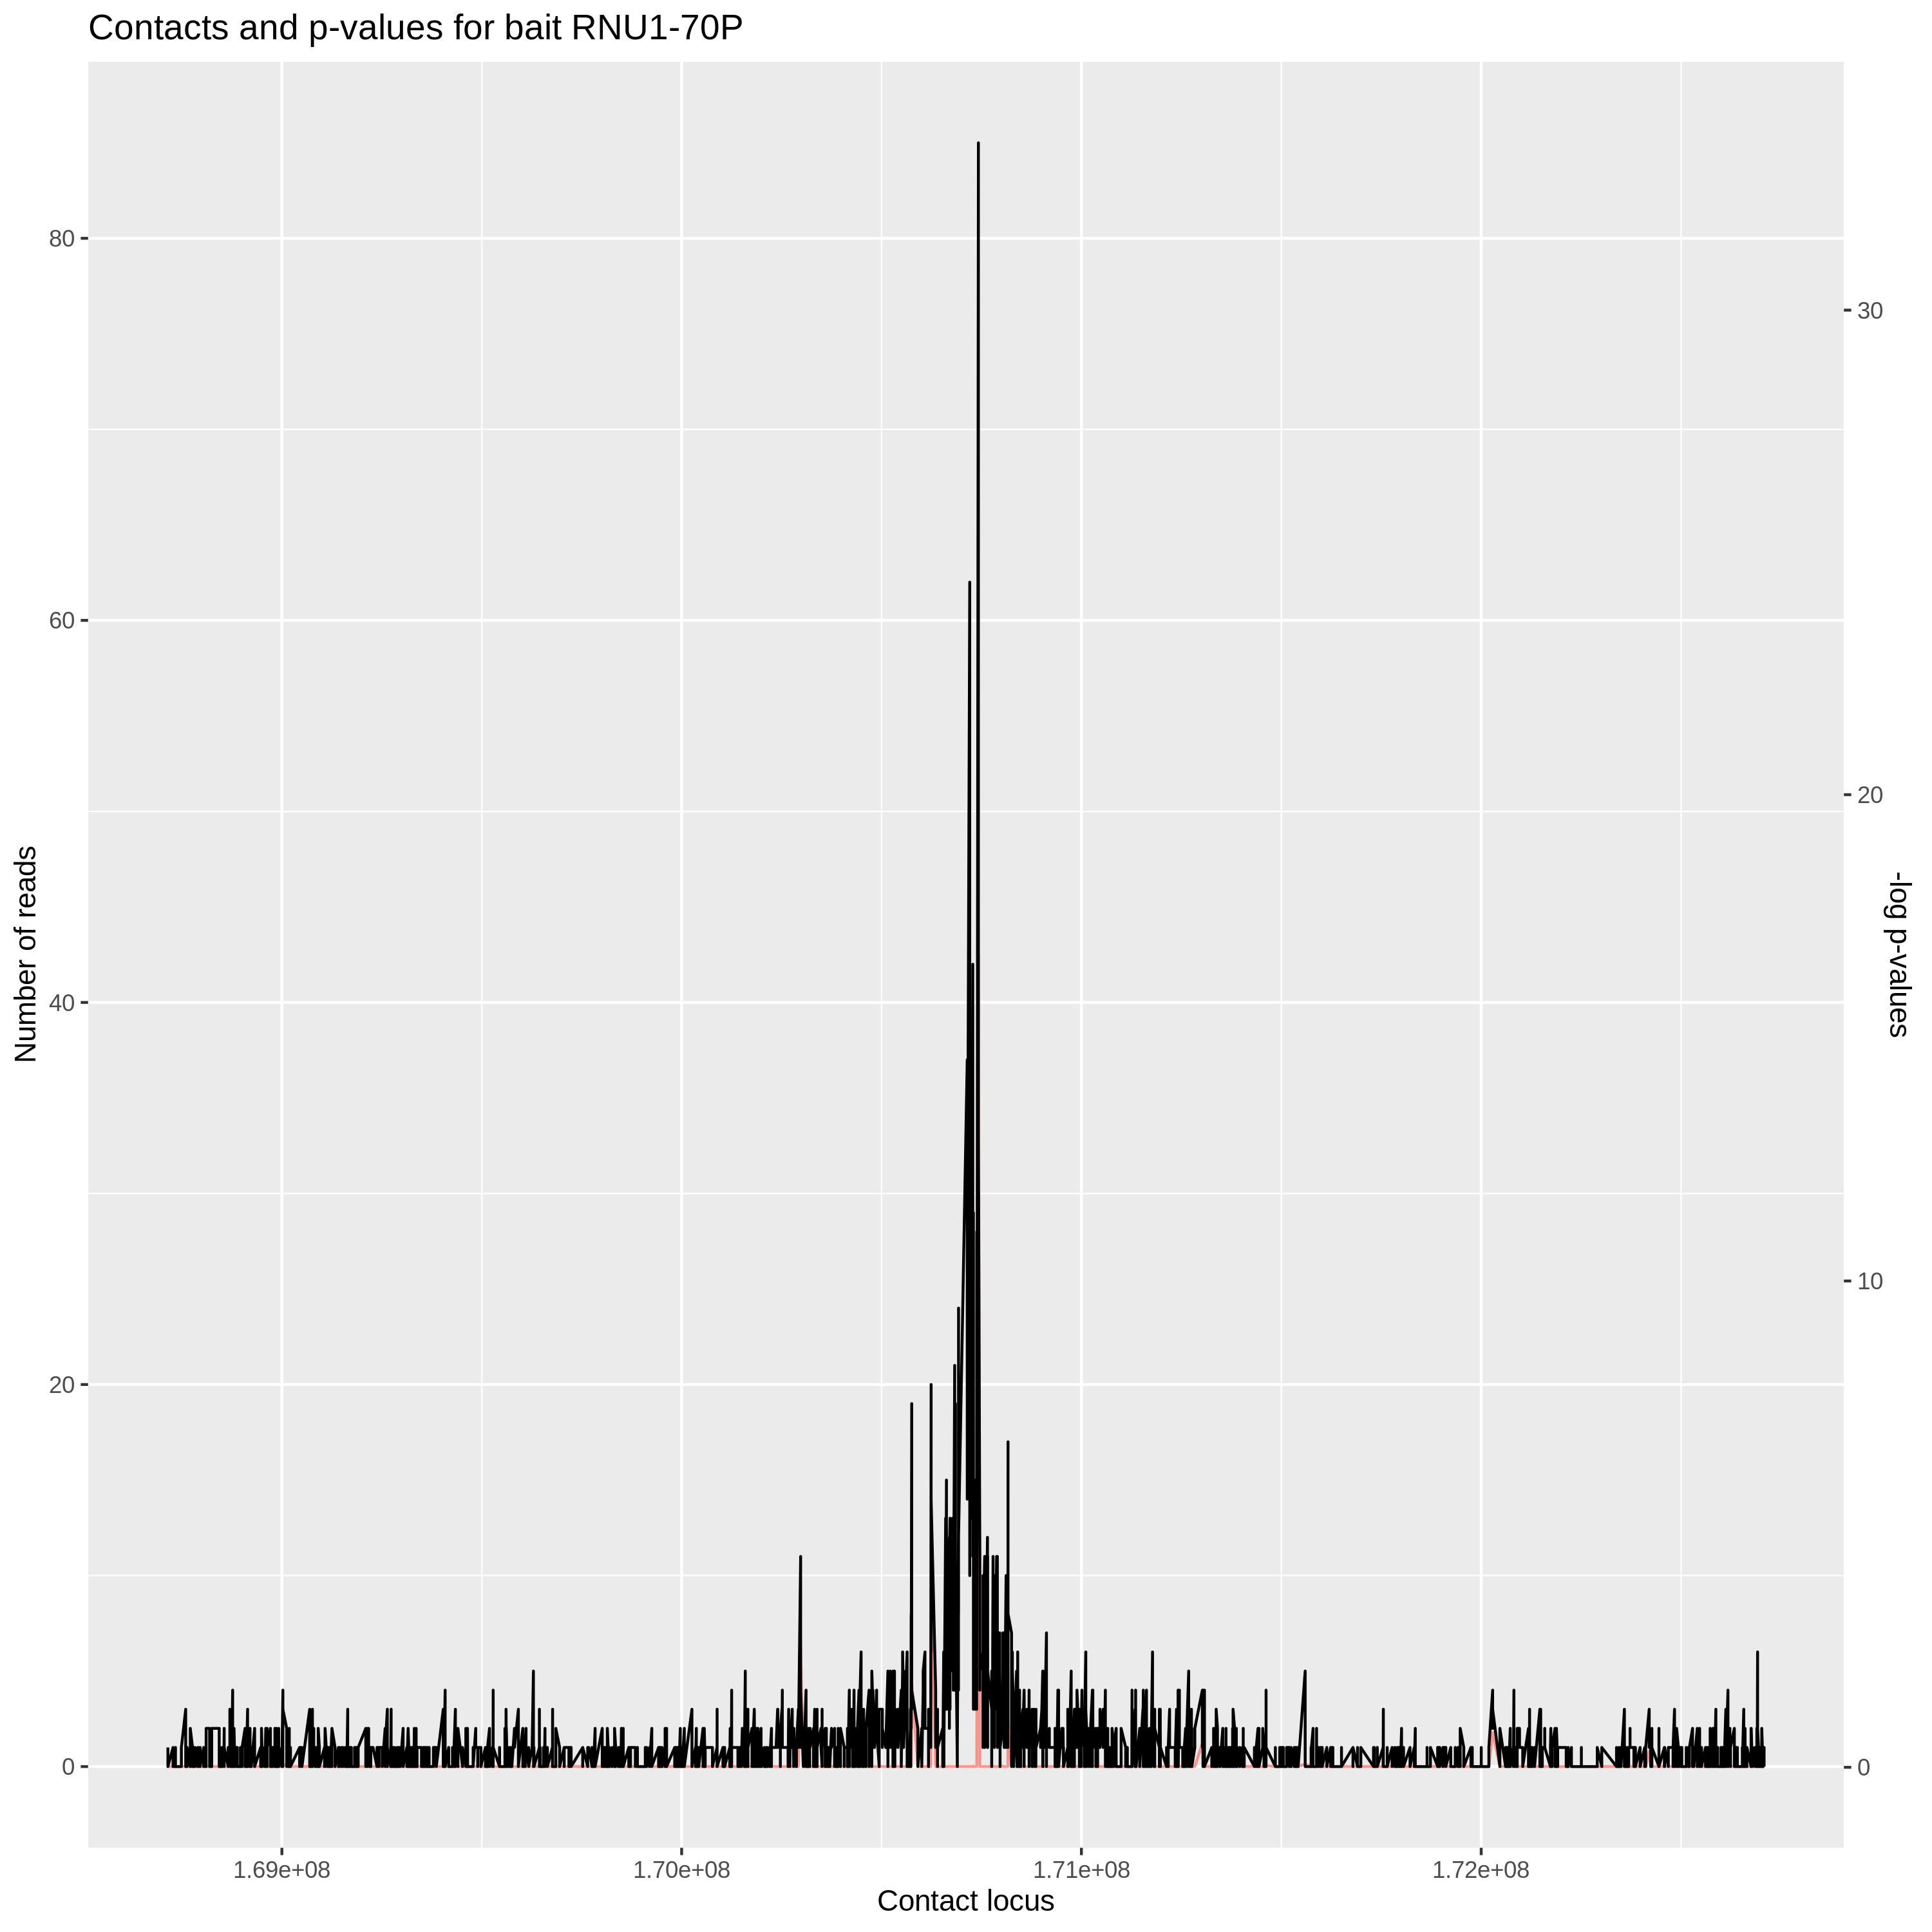 Contacts and p-values for bait RNU1-70P
80
60
40
20
0
30
20
10
0
Number of reads
-log p-values
1.69e+08
1.70e+08
1.71e+08
1.72e+08
Contact locus